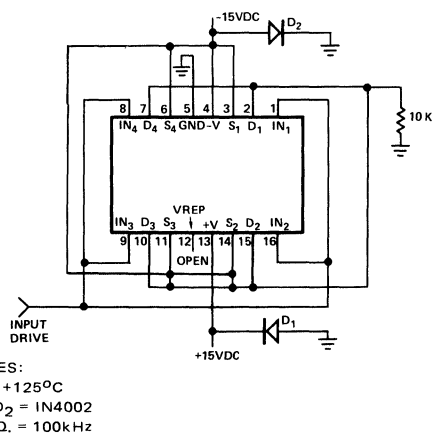 -15VDC
D2
8 7 6 5 4 3 2 1
IN4 D4 S4 GND -V S1 D1 IN1
10 K
VREP
IN3 D3 S3 +V S2 D2 IN2
9 10 11 12 13 14 15 16
OPEN
INPUT
DRIVE
D1
+15VDC
ES:
+125°C
D2 = IN4002
Q. = 100kHz